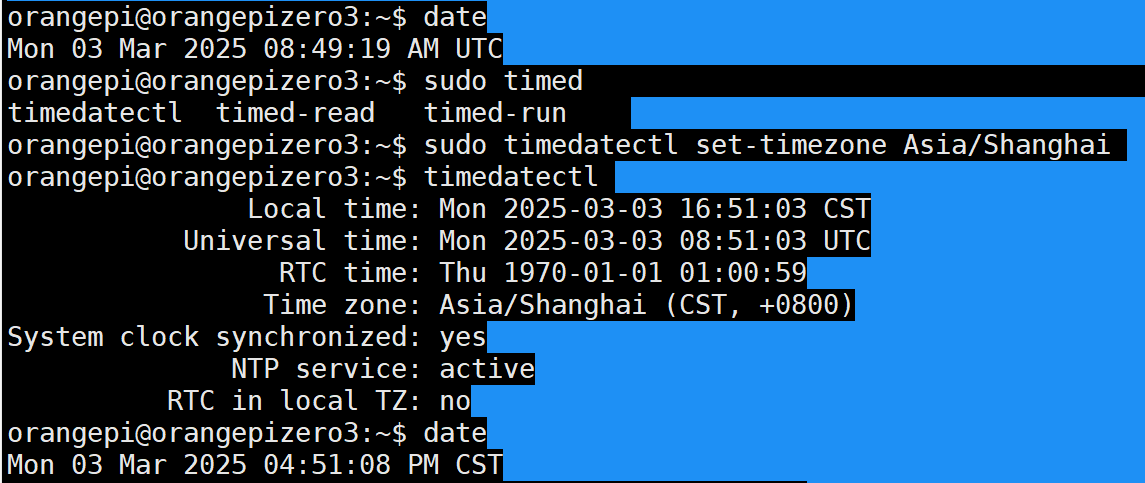 orangepi@orangepizero3:~$ date
Mon 03 Mar 2025 08:49:19 AM UTC
orangepi@orangepizero3:~$ sudo timed
timedatectl  timed-read   timed-run
orangepi@orangepizero3:~$ sudo timedatectl set-timezone Asia/Shanghai
orangepi@orangepizero3:~$ timedatectl
               Local time: Mon 2025-03-03 16:51:03 CST
           Universal time: Mon 2025-03-03 08:51:03 UTC
                 RTC time: Thu 1970-01-01 01:00:59
                Time zone: Asia/Shanghai (CST, +0800)
System clock synchronized: yes
              NTP service: active
          RTC in local TZ: no
orangepi@orangepizero3:~$ date
Mon 03 Mar 2025 04:51:08 PM CST